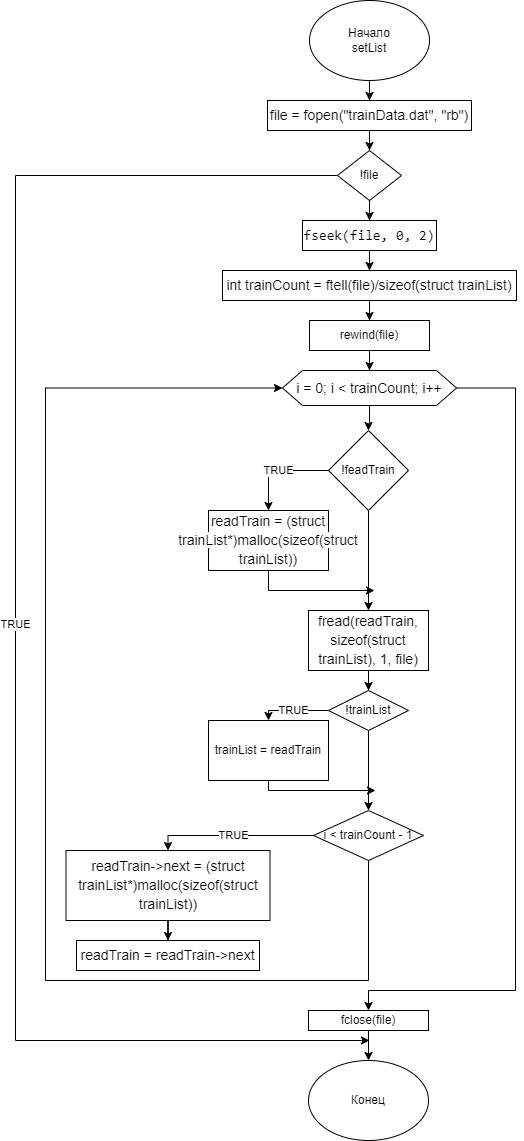 Начало
setList
file = fopen("trainData.dat", "rb")
!file
fseek(file, 0, 2)
int trainCount = ftell(file)/sizeof(struct trainList)
rewind(file)
i = 0; i < trainCount; i++
!feadTrain
TRUE
readTrain = (struct
trainList*)malloc(sizeof(struct
trainList))
fread(readTrain,
sizeof(struct
trainList), 1, file)
TRUE
!trainList
TRUE
trainList = readTrain
i < trainCount - 1
TRUE
readTrain->next = (struct
trainList*)malloc(sizeof(struct
trainList))
readTrain = readTrain->next
fclose(file)
Конец